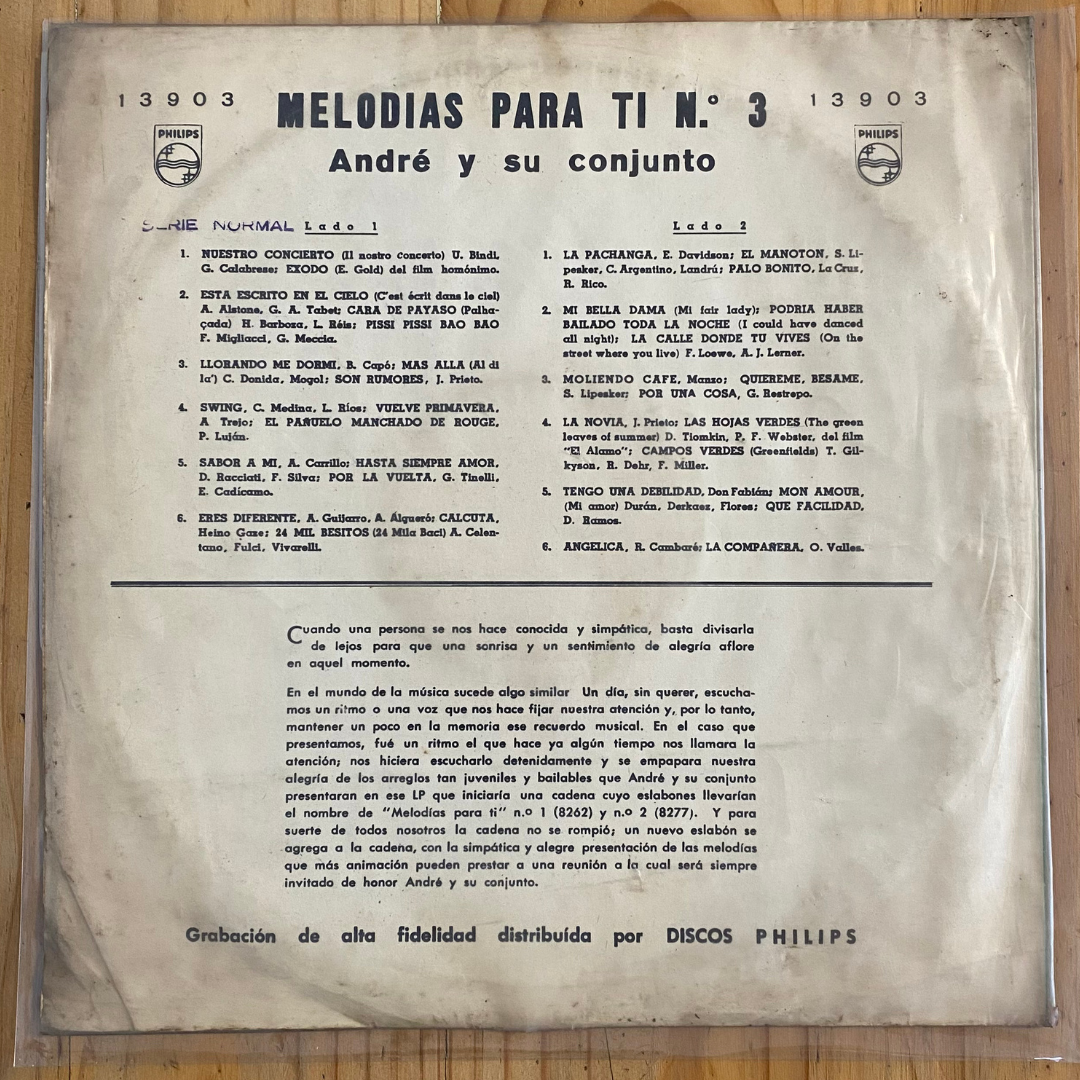 13903 MELODIAS PARA TI N.º 3 13903
PHILIPS PHILIPS
André y su conjunto
SERIE NORMAL
Lado 1
1. NUESTRO CONCIERTO (Il nostro concerto) U. Bindi,
G. Calabrese; EXODO (E. Gold) del film homónimo.
2. ESTA ESCRITO EN EL CIELO (C'est écrit dans le ciel)
A. Alstone, G. A. Tabet; CARA DE PAYASO (Palha-
çada) H. Barboza, L. Réis; PISSI PISSI BAO BAO
F. Migliacci, G. Meccia.
3. LLORANDO ME DORMI, B. Capó; MAS ALLA (Al di
la') C. Donida, Mogol; SON RUMORES, J. Prieto.
4. SWING, C. Medina, L. Ríos; VUELVE PRIMAVERA,
A Trejo; EL PAÑUELO MANCHADO DE ROUGE,
P. Luján.
5. SABOR A MI, A. Carrillo; HASTA SIEMPRE AMOR,
D. Racciati, F. Silva; POR LA VUELTA, G. Tinelli,
E. Cadícamo.
6. ERES DIFERENTE, A. Guijarro, A. Algueró; CALCUTA,
Heino Gaze; 24 MIL BESITOS (24 Mila Baci) A. Celen-
tano, Fulci, Vivarelli.
Lado 2
1. LA PACHANGA, E. Davidson; EL MANOTON, S. Li-
pesker, C. Argentino, Landrú; PALO BONITO, La Cruz,
R. Rico.
2. MI BELLA DAMA (Mi fair lady); PODRIA HABER
BAILADO TODA LA NOCHE (I could have danced
all night); LA CALLE DONDE TU VIVES (On the
street where you live) F. Loewe, A. J. Lerner.
3. MOLIENDO CAFE, Manzo; QUIEREME, BESAME,
S. Lipesker; POR UNA COSA, G. Restrepo.
4. LA NOVIA, J. Prieto; LAS HOJAS VERDES (The green
leaves of summer) D. Tiomkin, P. F. Webster, del film
"El Alamo"; CAMPOS VERDES (Greenfields) T. Gil-
kyson, R. Dehr, F. Miller.
5. TENGO UNA DEBILIDAD, Don Fabián; MON AMOUR,
(Mi amor) Durán, Derkaez, Flores; QUE FACILIDAD,
D. Ramos.
6. ANGELICA, R. Cambaré; LA COMPAÑERA, O. Valles.
Cuando una persona se nos hace conocida y simpática, basta divisarla
de lejos para que una sonrisa y un sentimiento de alegría aflore
en aquel momento.
En el mundo de la música sucede algo similar Un día, sin querer, escucha-
mos un ritmo o una voz que nos hace fijar nuestra atención y, por lo tanto,
mantener un poco en la memoria ese recuerdo musical. En el caso que
presentamos, fué un ritmo el que hace ya algún tiempo nos llamara la
atención; nos hiciera escucharlo detenidamente y se empapara nuestra
alegría de los arreglos tan juveniles y bailables que André y su conjunto
presentaran en ese LP que iniciaría una cadena cuyo eslabones llevarían
el nombre de "Melodías para ti" n.o 1 (8262) y n.o 2 (8277). Y para
suerte de todos nosotros la cadena no se rompió; un nuevo eslabón se
agrega a la cadena, con la simpática y alegre presentación de las melodías
que más animación pueden prestar a una reunión a la cual será siempre
invitado de honor André y su conjunto.
Grabación de alta fidelidad distribuída por DISCOS PHILIPS